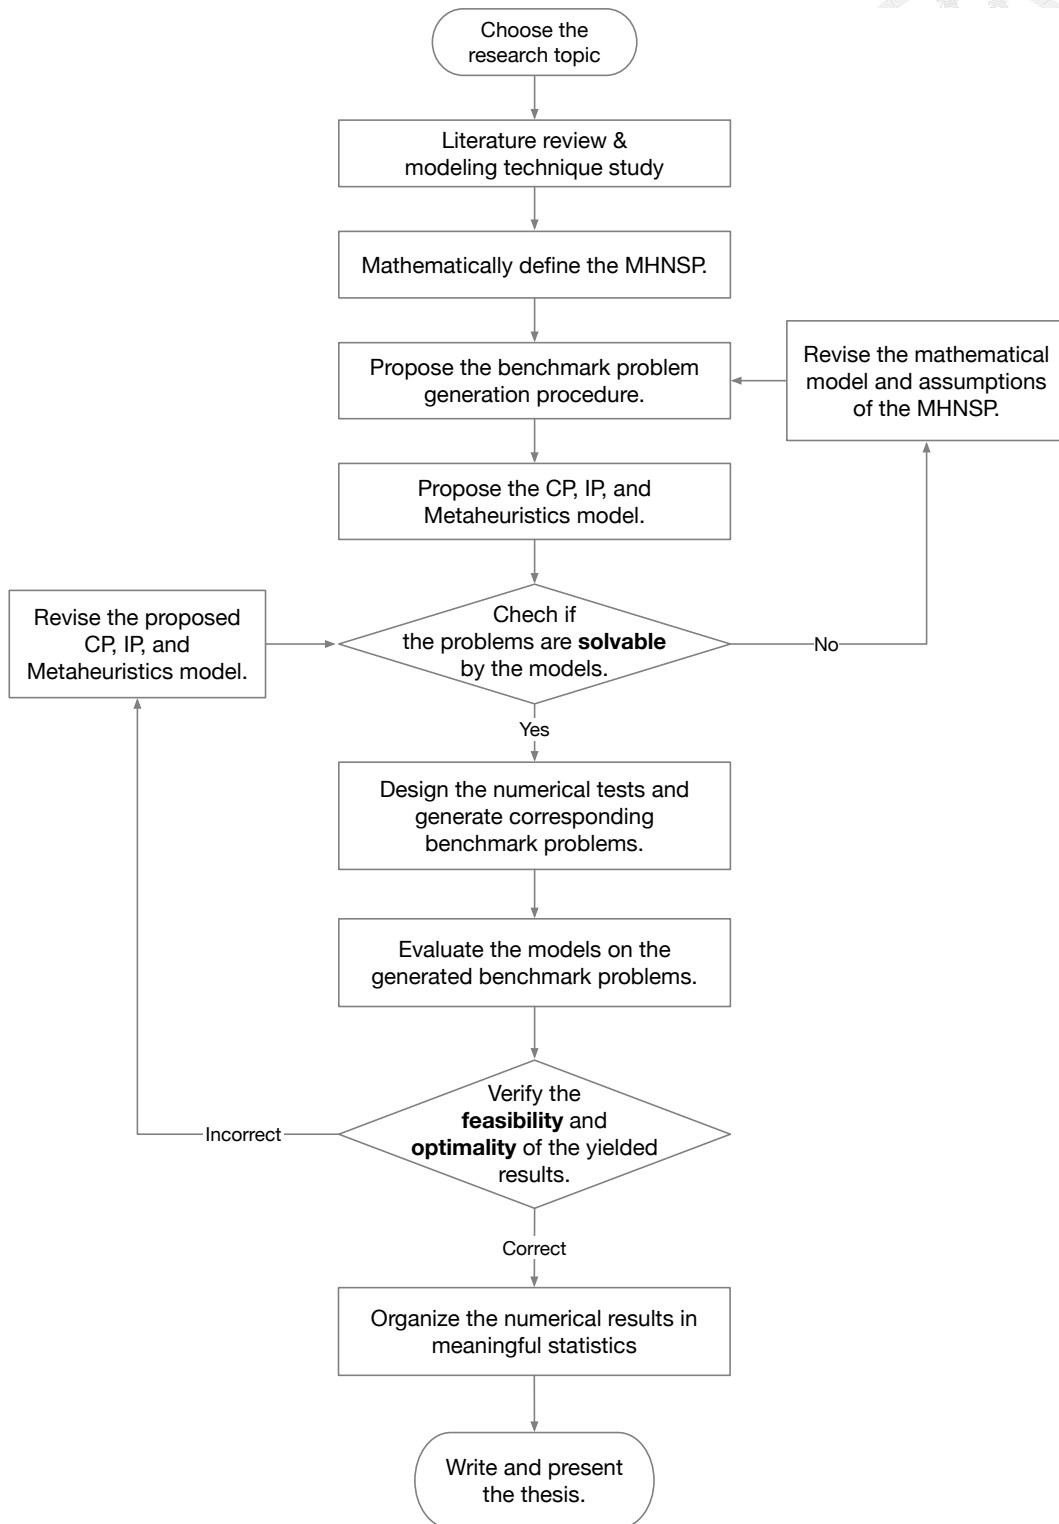 Choose the
research topic
Literature review &
modeling technique study
Mathematically define the MHNSP.
Propose the benchmark problem
generation procedure.
Revise the mathematical
model and assumptions
of the MHNSP.
Propose the CP, IP, and
Metaheuristics model.
Revise the proposed
CP, IP, and
Metaheuristics model.
Chech if
the problems are solvable
by the models.
No
Yes
Design the numerical tests and
generate corresponding
benchmark problems.
Evaluate the models on the
generated benchmark problems.
Verify the
feasibility and
optimality of the yielded
results.
Incorrect
Correct
Organize the numerical results in
meaningful statistics
Write and present
the thesis.